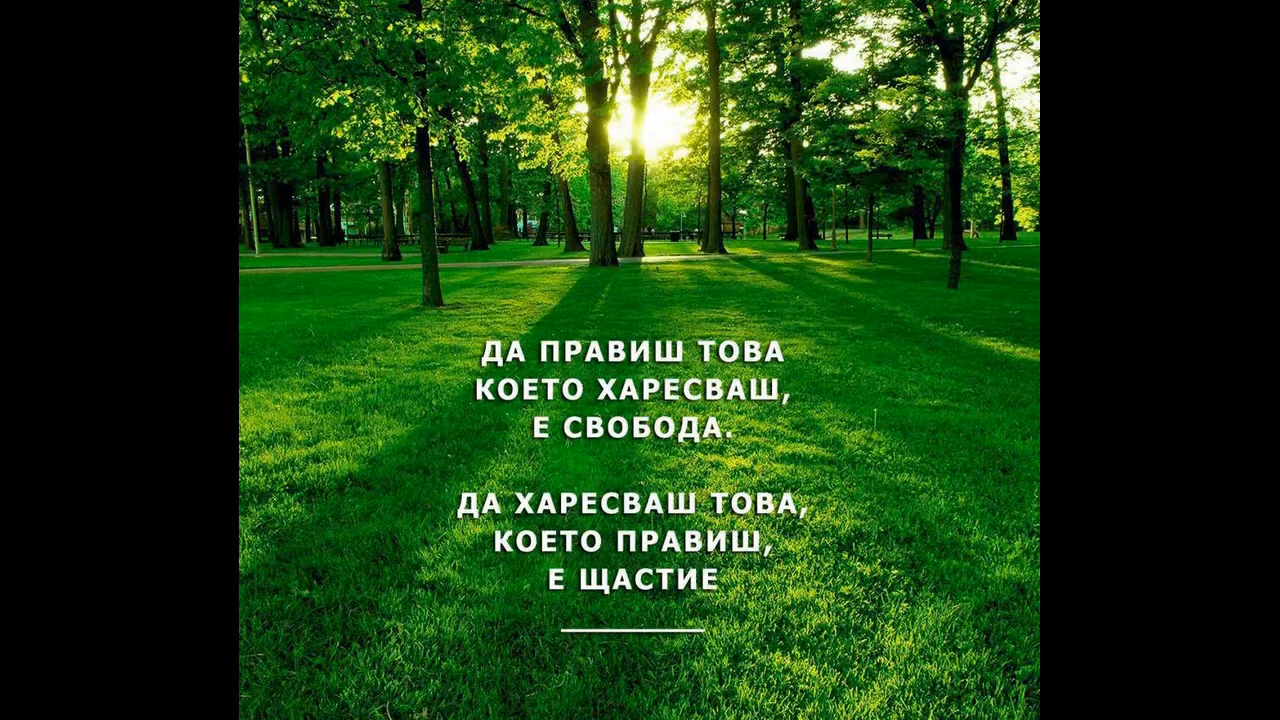 ДА ПРАВИШ ТОВА
КОЕТО ХАРЕСВАШ,
Е СВОБОДА.
ДА ХАРЕСВАШ ТОВА,
КОЕТО ПРАВИШ,
Е ЩАСТИЕ